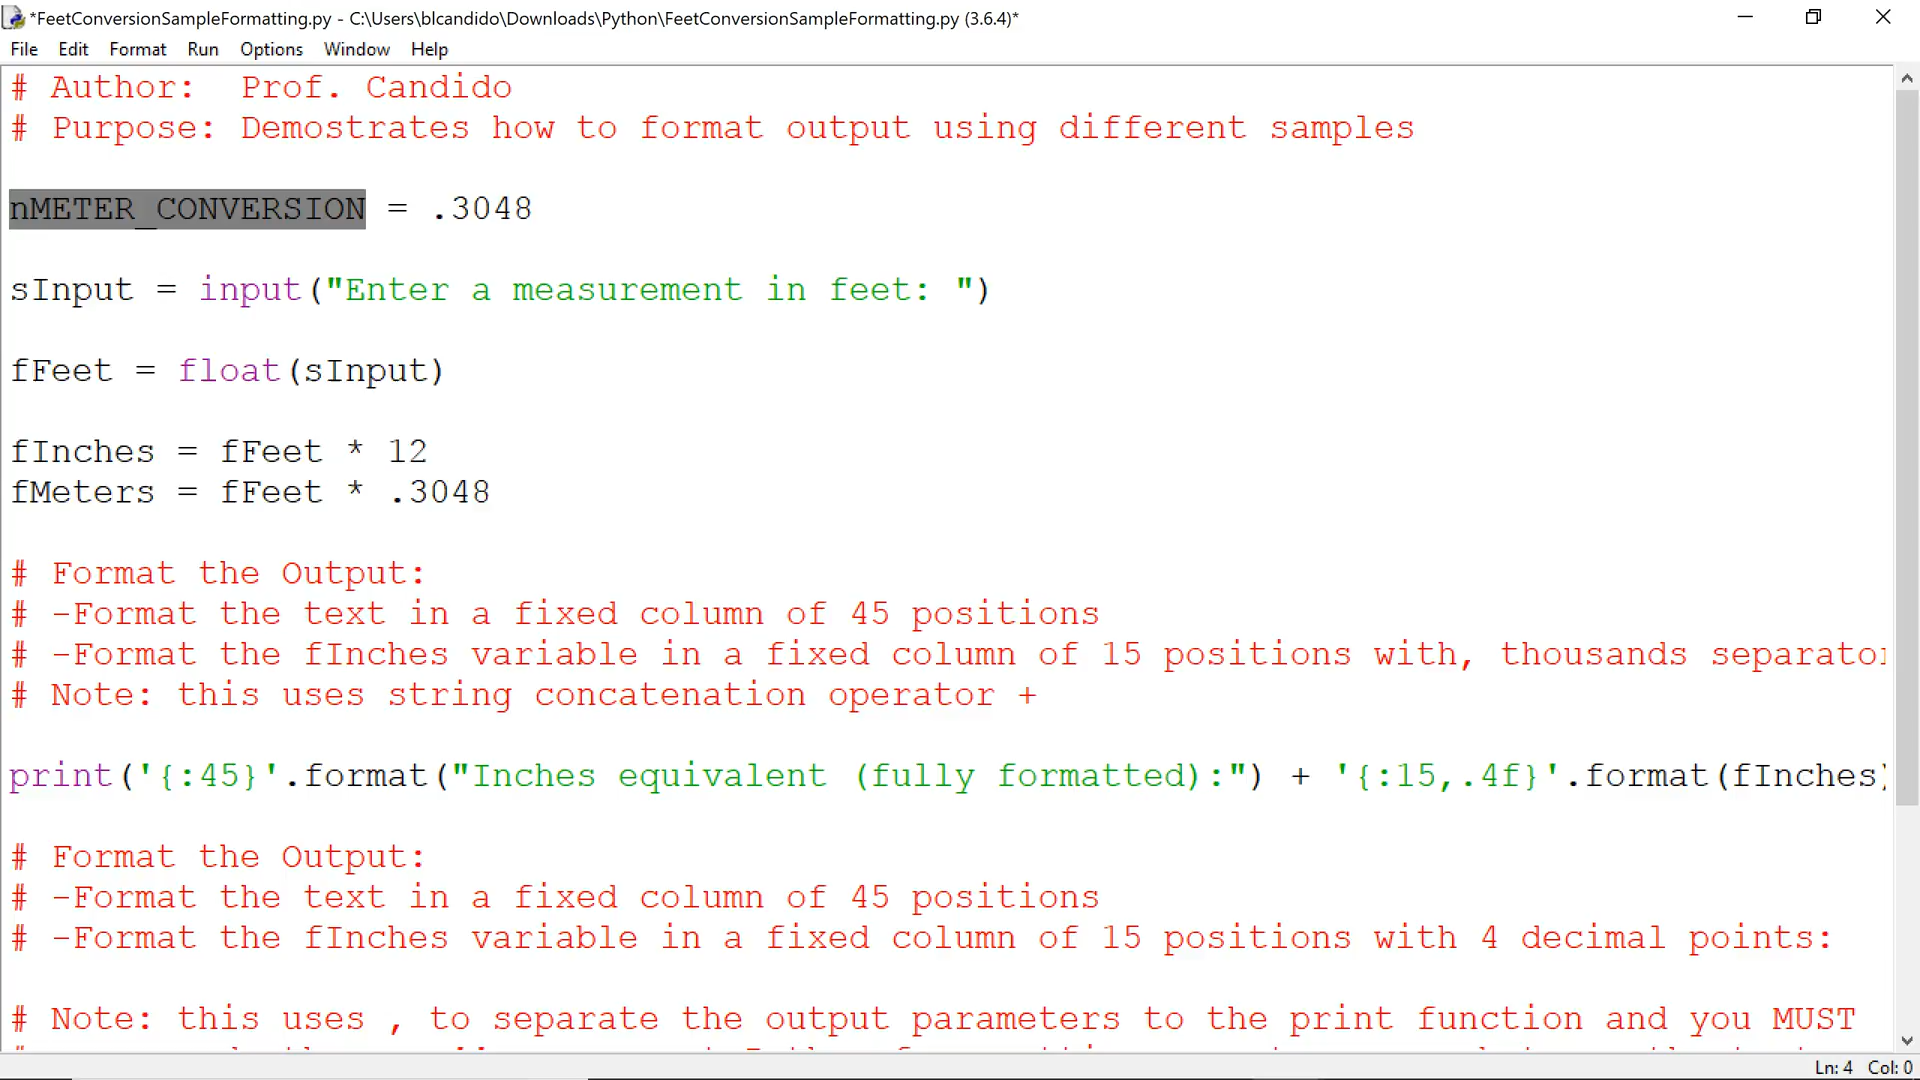 *FeetConversionSampleFormatting.py - C:\Users\blcandido\Downloads\Python\FeetConversionSampleFormatting.py (3.6.4)*
File Edit Format Run Options Window Help
# Author:  Prof. Candido
# Purpose: Demostrates how to format output using different samples
nMETER_CONVERSION = .3048
sInput = input("Enter a measurement in feet: ")
fFeet = float(sInput)
fInches = fFeet * 12
fMeters = fFeet * .3048
# Format the Output:
# -Format the text in a fixed column of 45 positions
# -Format the fInches variable in a fixed column of 15 positions with, thousands separator
# Note: this uses string concatenation operator +
print('{:45}'.format("Inches equivalent (fully formatted):") + '{:15,.4f}'.format(fInches)
# Format the Output:
# -Format the text in a fixed column of 45 positions
# -Format the fInches variable in a fixed column of 15 positions with 4 decimal points:
# Note: this uses , to separate the output parameters to the print function and you MUST
Ln: 4 Col: 0